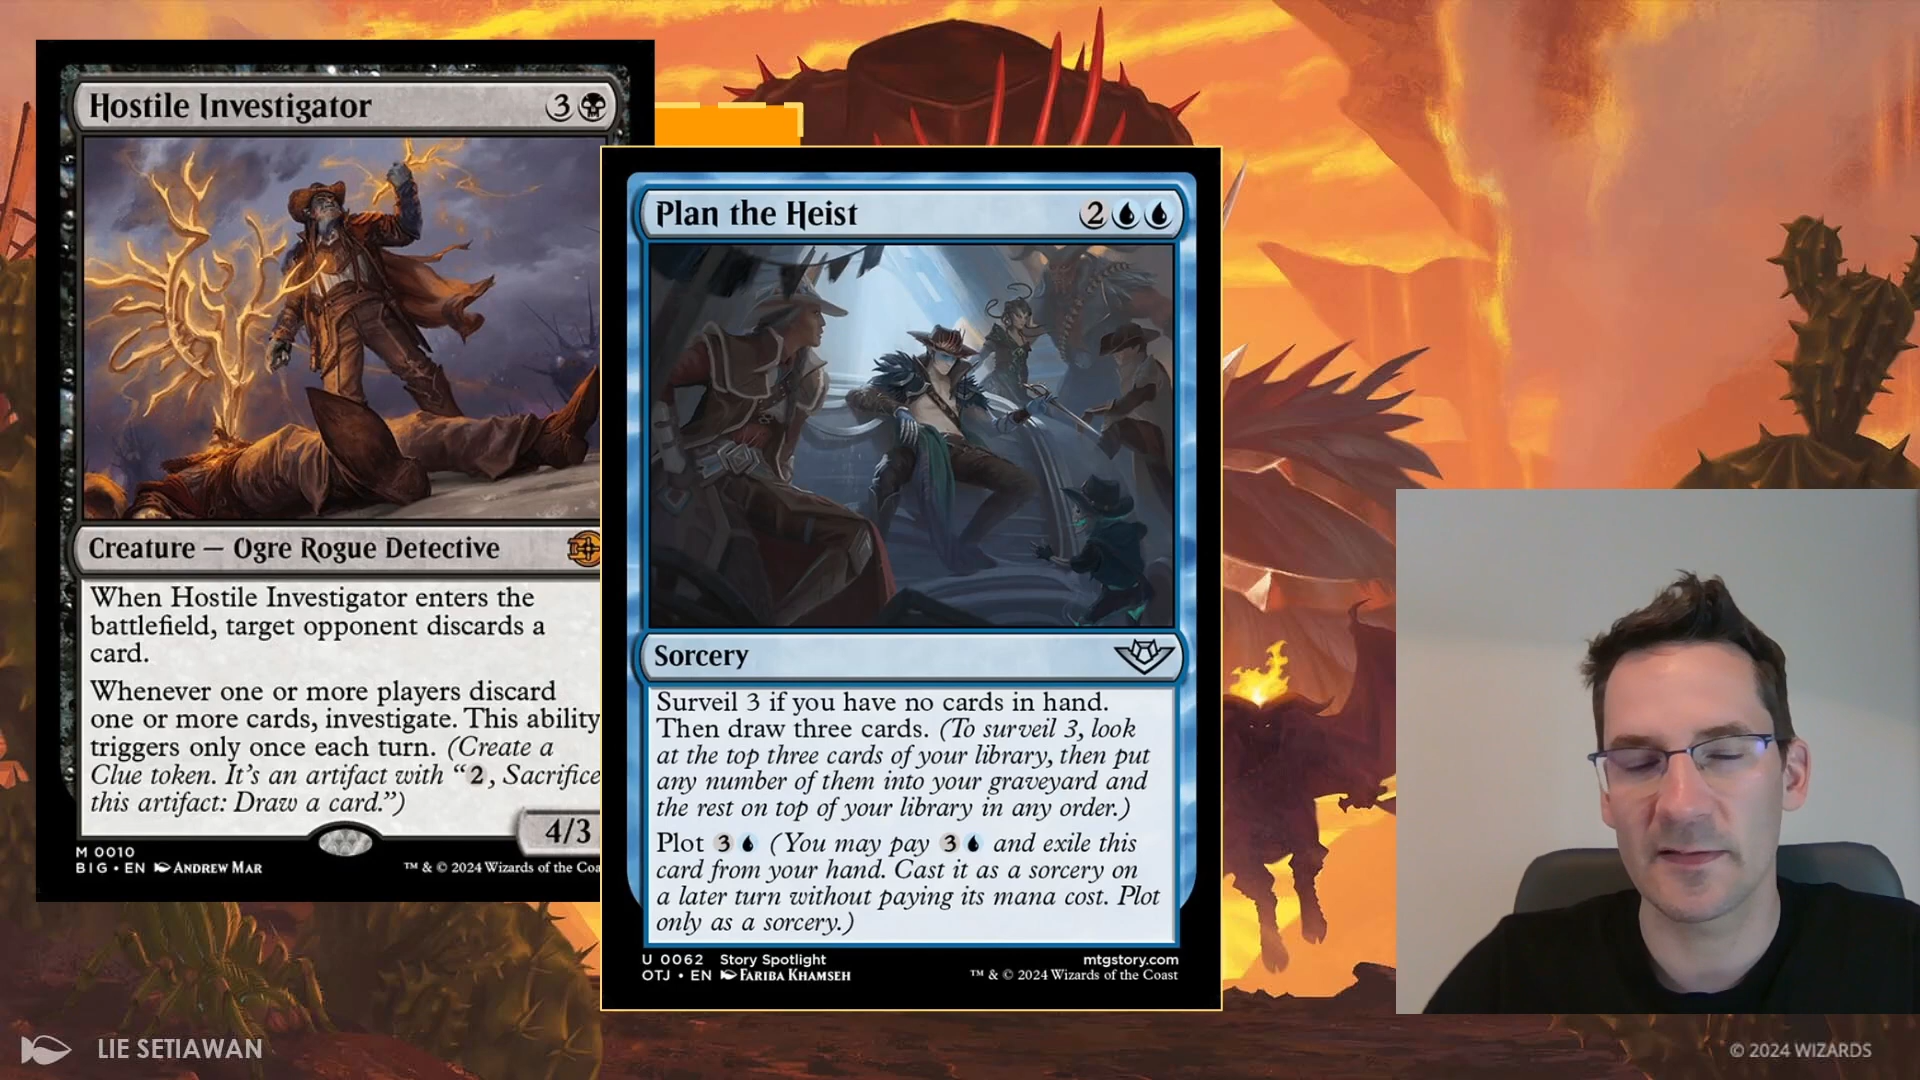 Hostile Investigator 3
When Hostile Investigator enters the
battlefield, target opponent discards a
card.
Whenever one or more players discard
one or more cards, investigate. This ability
triggers only once each turn. (Create a
Clue token. It's an artifact with “2, Sacrifice
this artifact: Draw a card.”)
Creature — Ogre Rogue Detective
4/3
M 0010
BIG • EN ANDREW MAR
™ & © 2024 Wizards of the Coa
Plan the Heist 2
Sorcery
Surveil 3 if you have no cards in hand.
Then draw three cards. (To surveil 3, look
at the top three cards of your library, then put
any number of them into your graveyard and
the rest on top of your library in any order.)
Plot 3 (You may pay 3 and exile this
card from your hand. Cast it as a sorcery on
a later turn without paying its mana cost. Plot
only as a sorcery.)
U 0062 Story Spotlight
mtgstory.com
OTJ • EN FARIBA KHAMSEH
™ & © 2024 Wizards of the Coast
LIE SETIAWAN
© 2024 WIZARDS